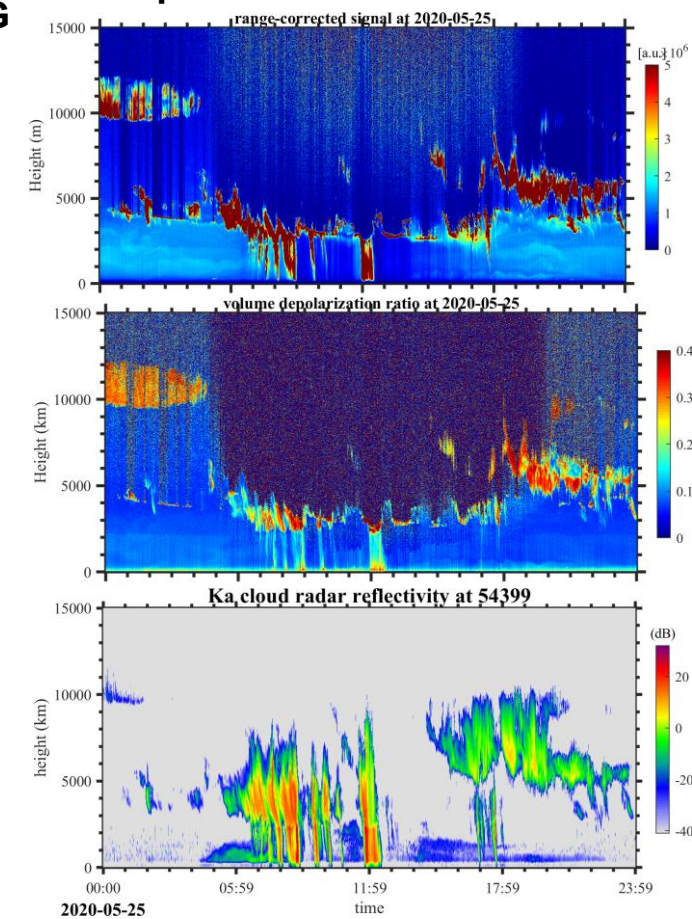 G
range-corrected signal at 2020-05-25
15000
10000
5000
0
Height (m)
[a.u.] 10^6
5
4
3
2
1
0
volume depolarization ratio at 2020-05-25
15000
10000
5000
0
Height (km)
0.4
0.3
0.2
0.1
0
Ka cloud radar reflectivity at 54399
15000
10000
5000
0
height (km)
(dB)
20
0
-20
-40
00:00 05:59 11:59 17:59 23:59
2020-05-25
time